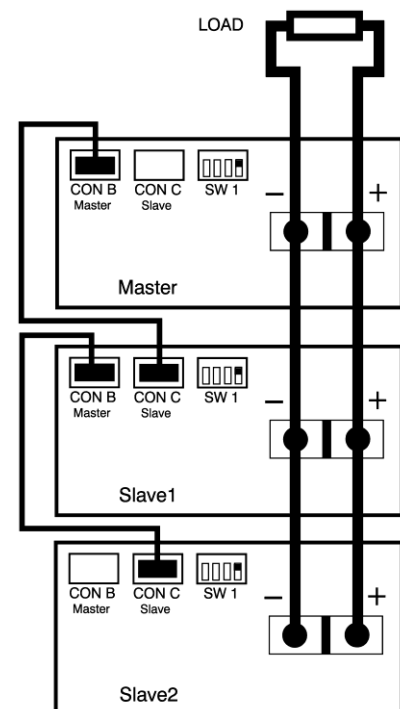 LOAD
CON B CON C SW 1
Master Slave
− +
Master
CON B CON C SW 1
Master Slave
− +
Slave1
CON B CON C SW 1
Master Slave
− +
Slave2